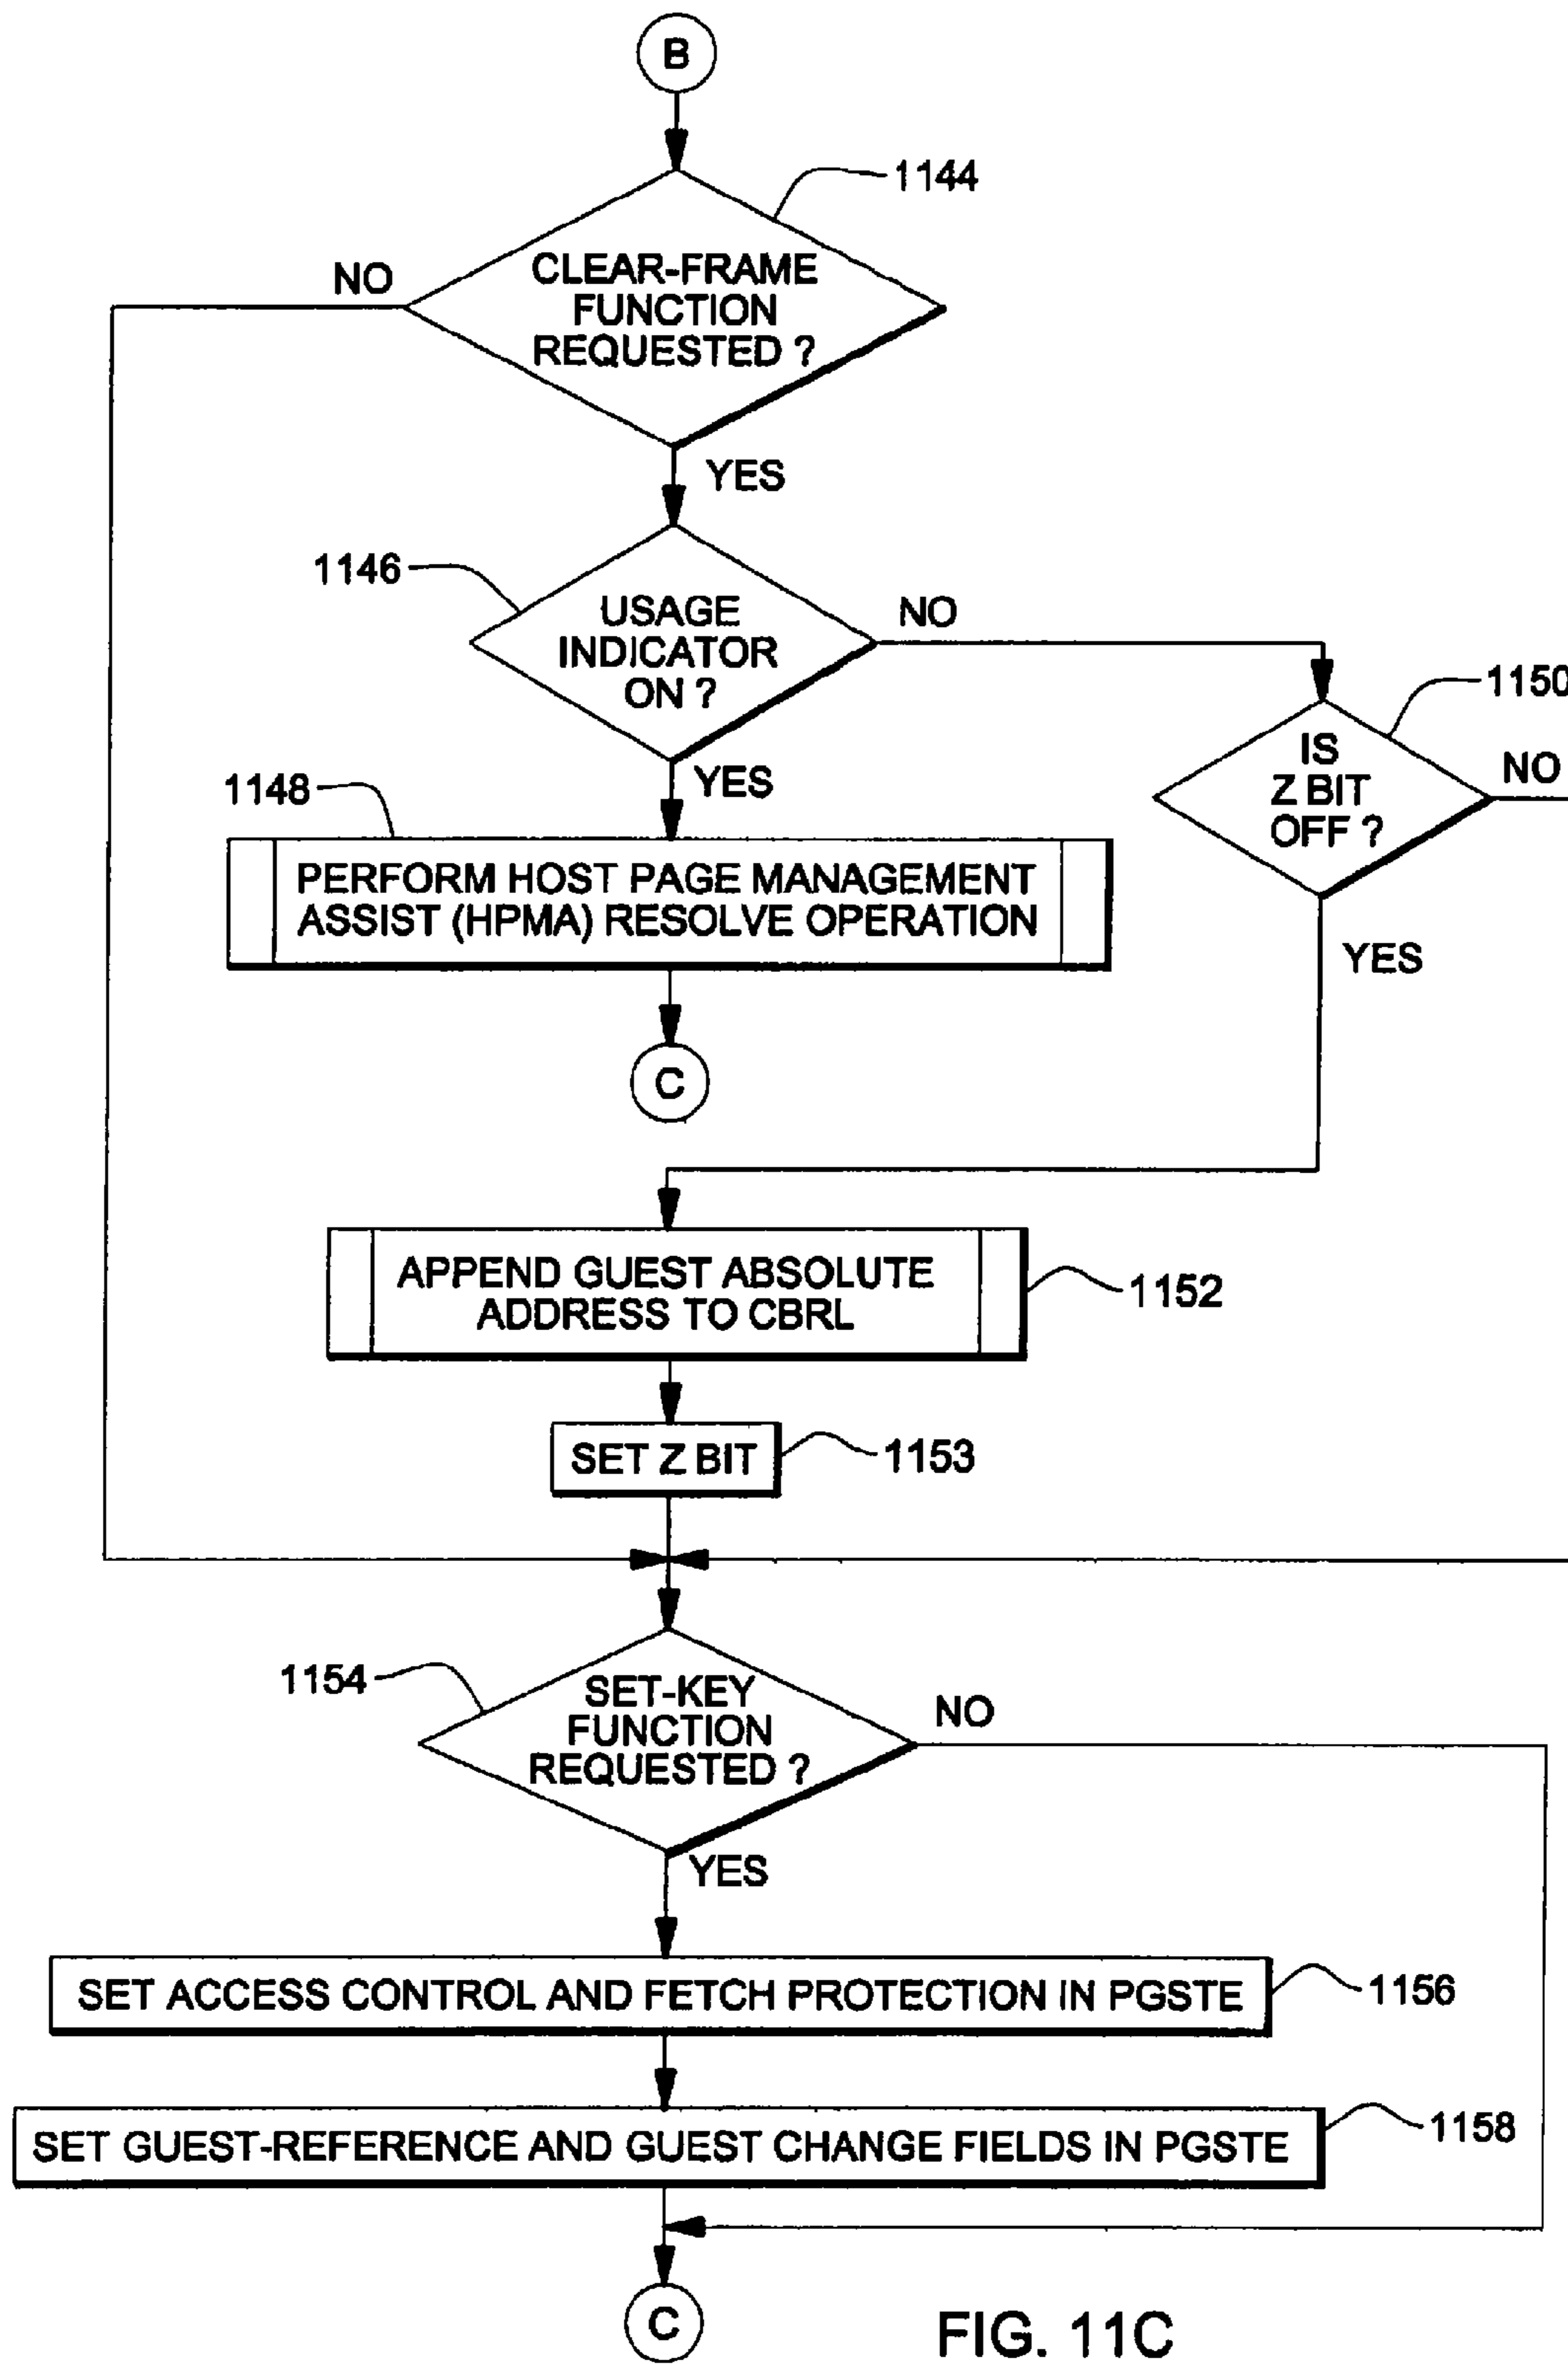 B
1144
CLEAR-FRAME
FUNCTION
REQUESTED ?
NO
YES
1146
USAGE
INDICATOR
ON ?
NO
1150
IS
Z BIT
OFF ?
NO
YES
1148
YES
PERFORM HOST PAGE MANAGEMENT
ASSIST (HPMA) RESOLVE OPERATION
C
APPEND GUEST ABSOLUTE
ADDRESS TO CBRL
1152
SET Z BIT
1153
1154
SET-KEY
FUNCTION
REQUESTED ?
NO
YES
SET ACCESS CONTROL AND FETCH PROTECTION IN PGSTE
1156
SET GUEST-REFERENCE AND GUEST CHANGE FIELDS IN PGSTE
1158
C
FIG. 11C